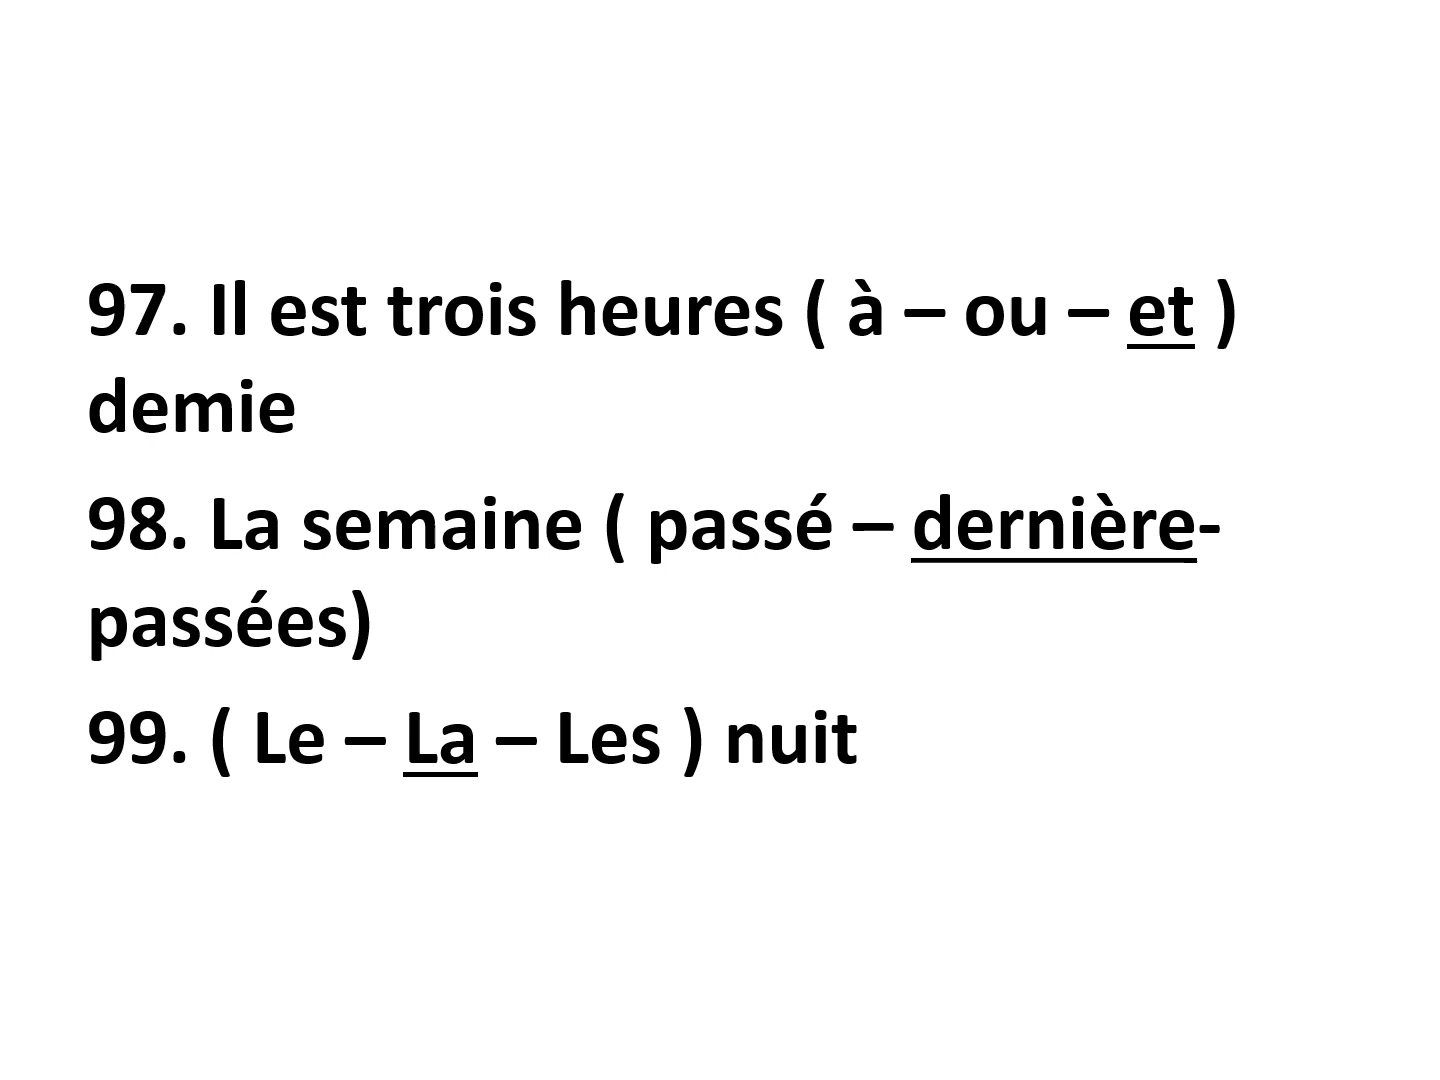 97. Il est trois heures ( à – ou – et )
demie
98. La semaine ( passé – dernière-
passées)
99. ( Le – La – Les ) nuit